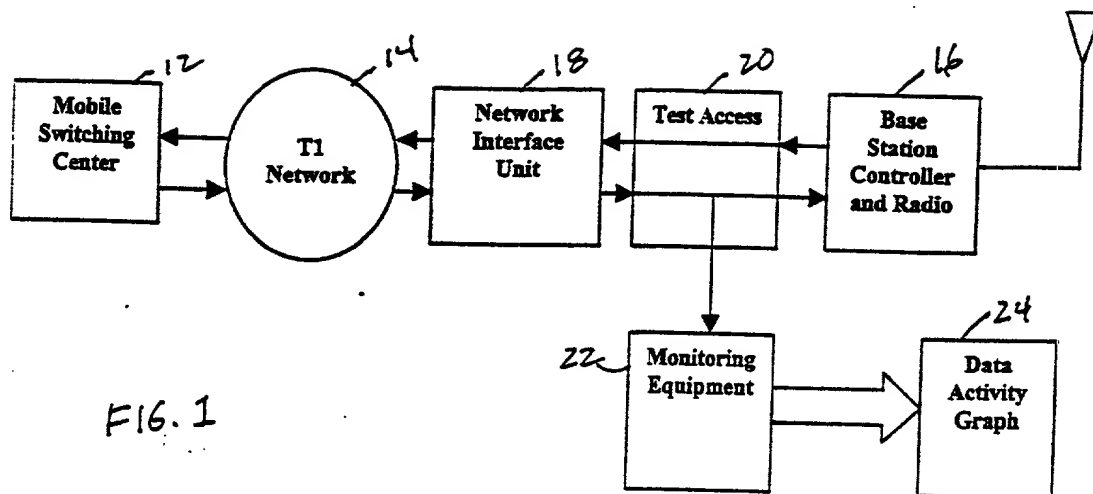 12
Mobile
Switching
Center
14
T1
Network
18
Network
Interface
Unit
20
Test Access
16
Base
Station
Controller
and Radio
22
Monitoring
Equipment
24
Data
Activity
Graph
FIG. 1